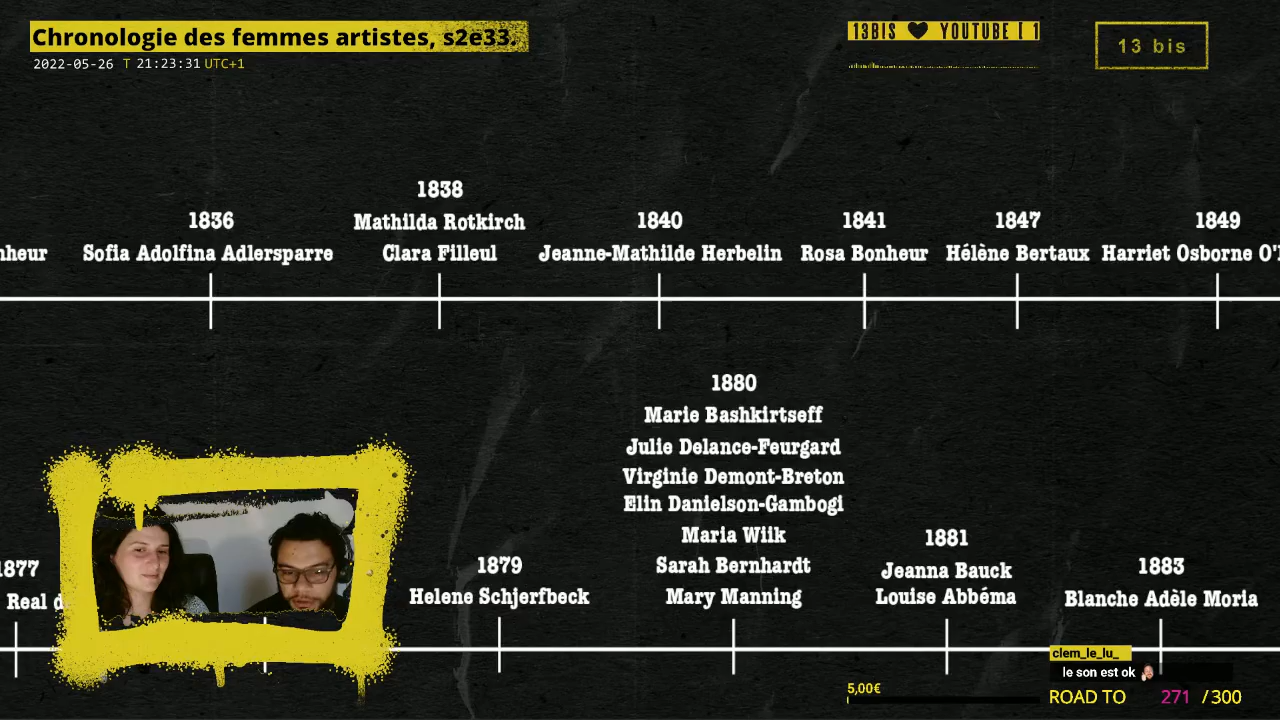 Chronologie des femmes artistes, s2e33.
2022-05-26 T 21:23:31 UTC+1
13BIS YOUTUBE [ 1
13 bis
1836
1838
1840
1841
1847
1849
Mathilda Rotkirch
nheur
Sofia Adolfina Adlersparre
Clara Filleul
Jeanne-Mathilde Herbelin
Rosa Bonheur
Hélène Bertaux
Harriet Osborne O'
1877
Real d
1879
Helene Schjerfbeck
1880
Marie Bashkirtseff
Julie Delance-Feurgard
Virginie Demont-Breton
Elin Danielson-Gambogi
Maria Wiik
Sarah Bernhardt
Mary Manning
1881
Jeanna Bauck
Louise Abbéma
1883
Blanche Adèle Moria
clem_le_lu_
le son est ok
5,00€
ROAD TO 271 / 300